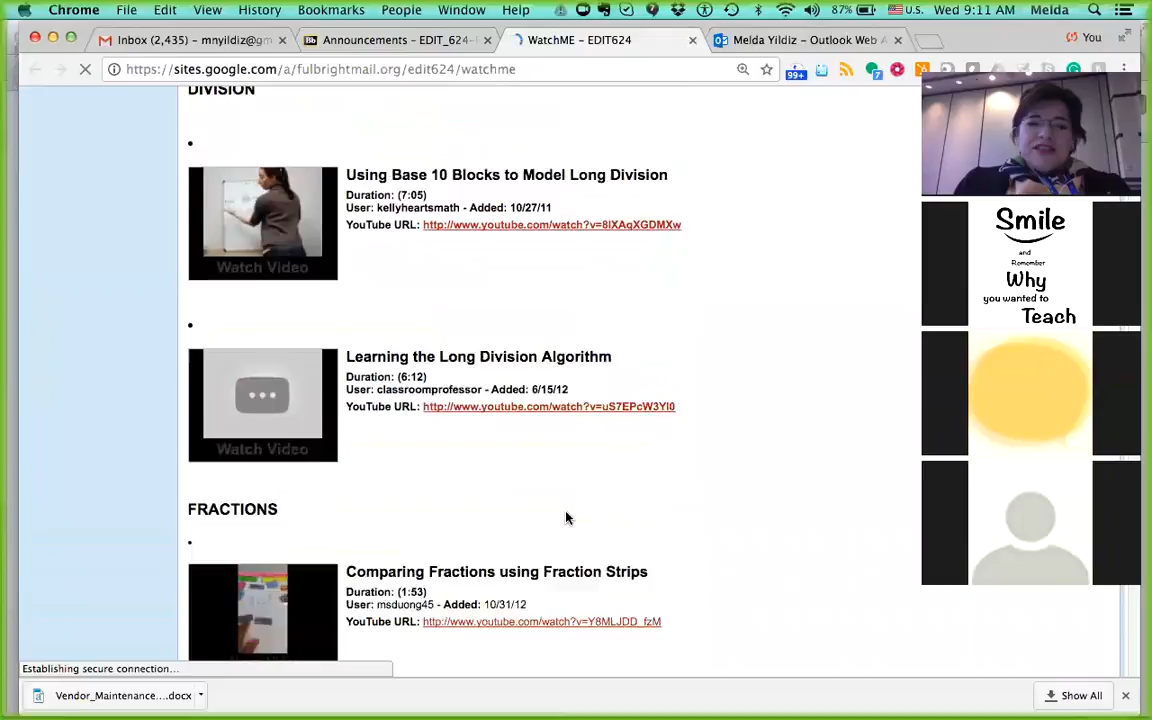 Chrome File Edit View History Bookmarks People Window Help 87% U.S. Wed 9:11 AM Melda
Inbox (2,435) - mnyildiz@gm
Announcements - EDIT_624-
WatchME - EDIT624
Melda Yildiz - Outlook Web A
You
https://sites.google.com/a/fulbrightmail.org/edit624/watchme
99+
7
DIVISION
Using Base 10 Blocks to Model Long Division
Duration: (7:05)
User: kellyheartsmath - Added: 10/27/11
YouTube URL: http://www.youtube.com/watch?v=8IXAqXGDMXw
Watch Video
Learning the Long Division Algorithm
Duration: (6:12)
User: classroomprofessor - Added: 6/15/12
YouTube URL: http://www.youtube.com/watch?v=uS7EPcW3YI0
Watch Video
FRACTIONS
Comparing Fractions using Fraction Strips
Duration: (1:53)
User: msduong45 - Added: 10/31/12
YouTube URL: http://www.youtube.com/watch?v=Y8MLJDD_fzM
Smile
and
Remember
Why
you wanted to
Teach
Establishing secure connection...
Vendor_Maintenance....docx
Show All